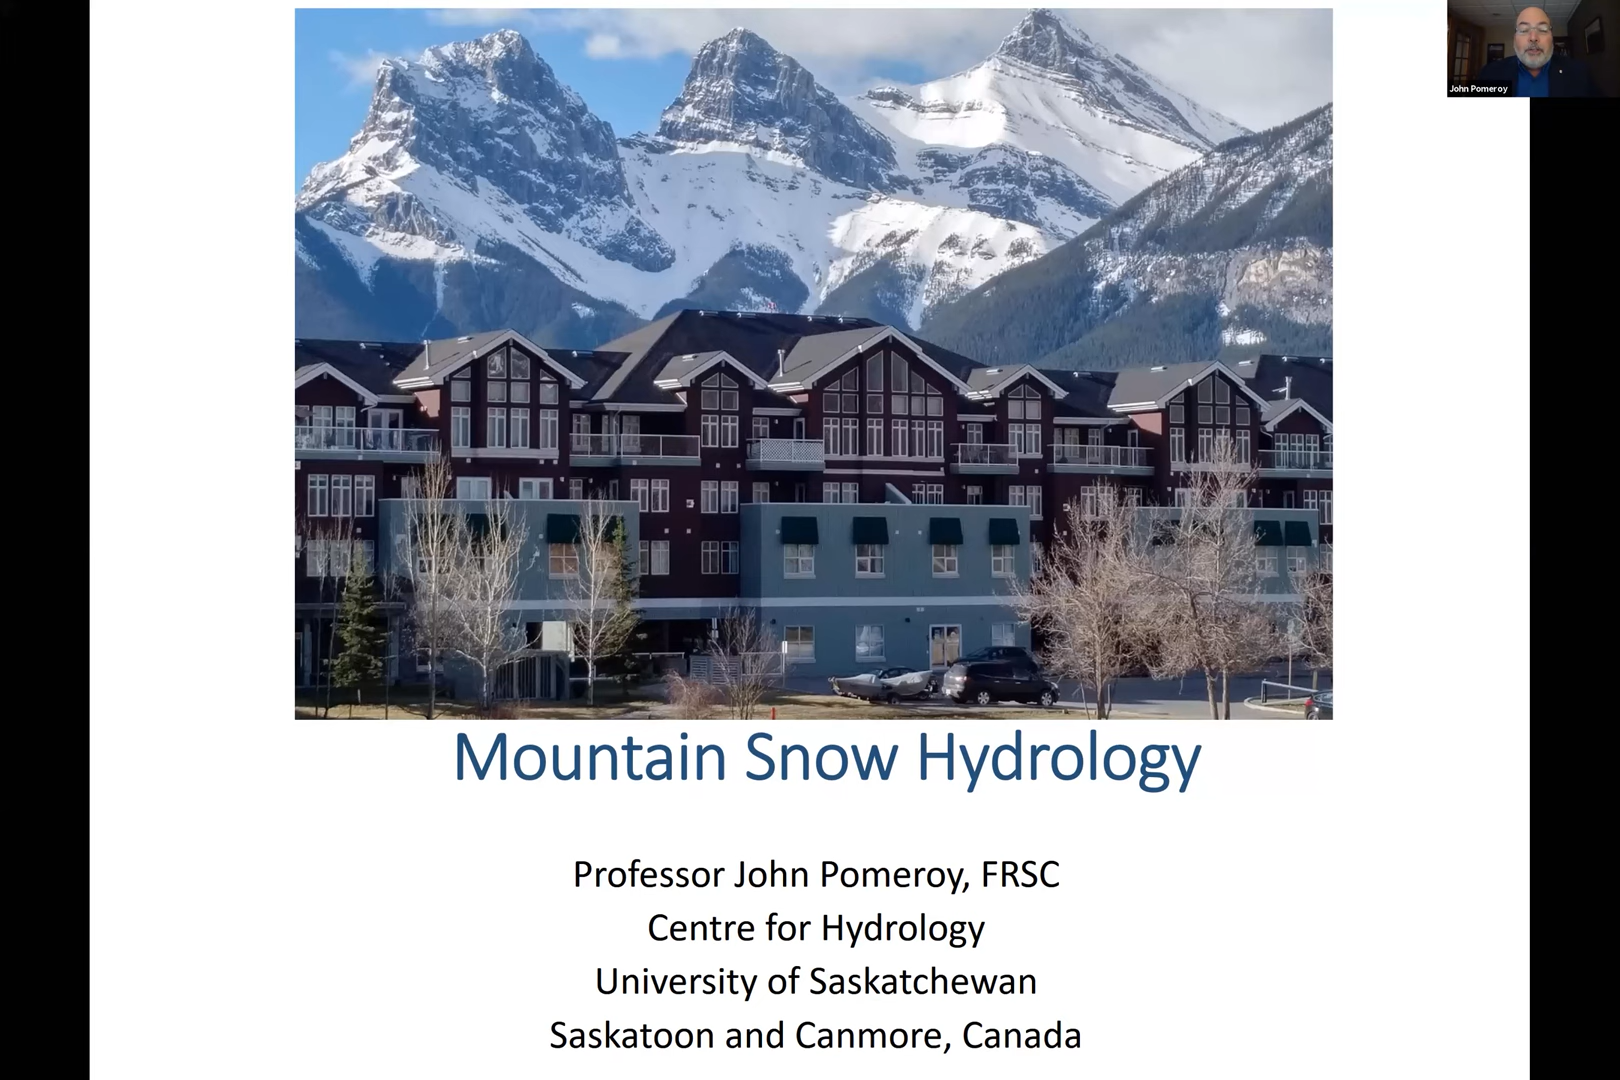 John Pomeroy
Mountain Snow Hydrology
Professor John Pomeroy, FRSC
Centre for Hydrology
University of Saskatchewan
Saskatoon and Canmore, Canada